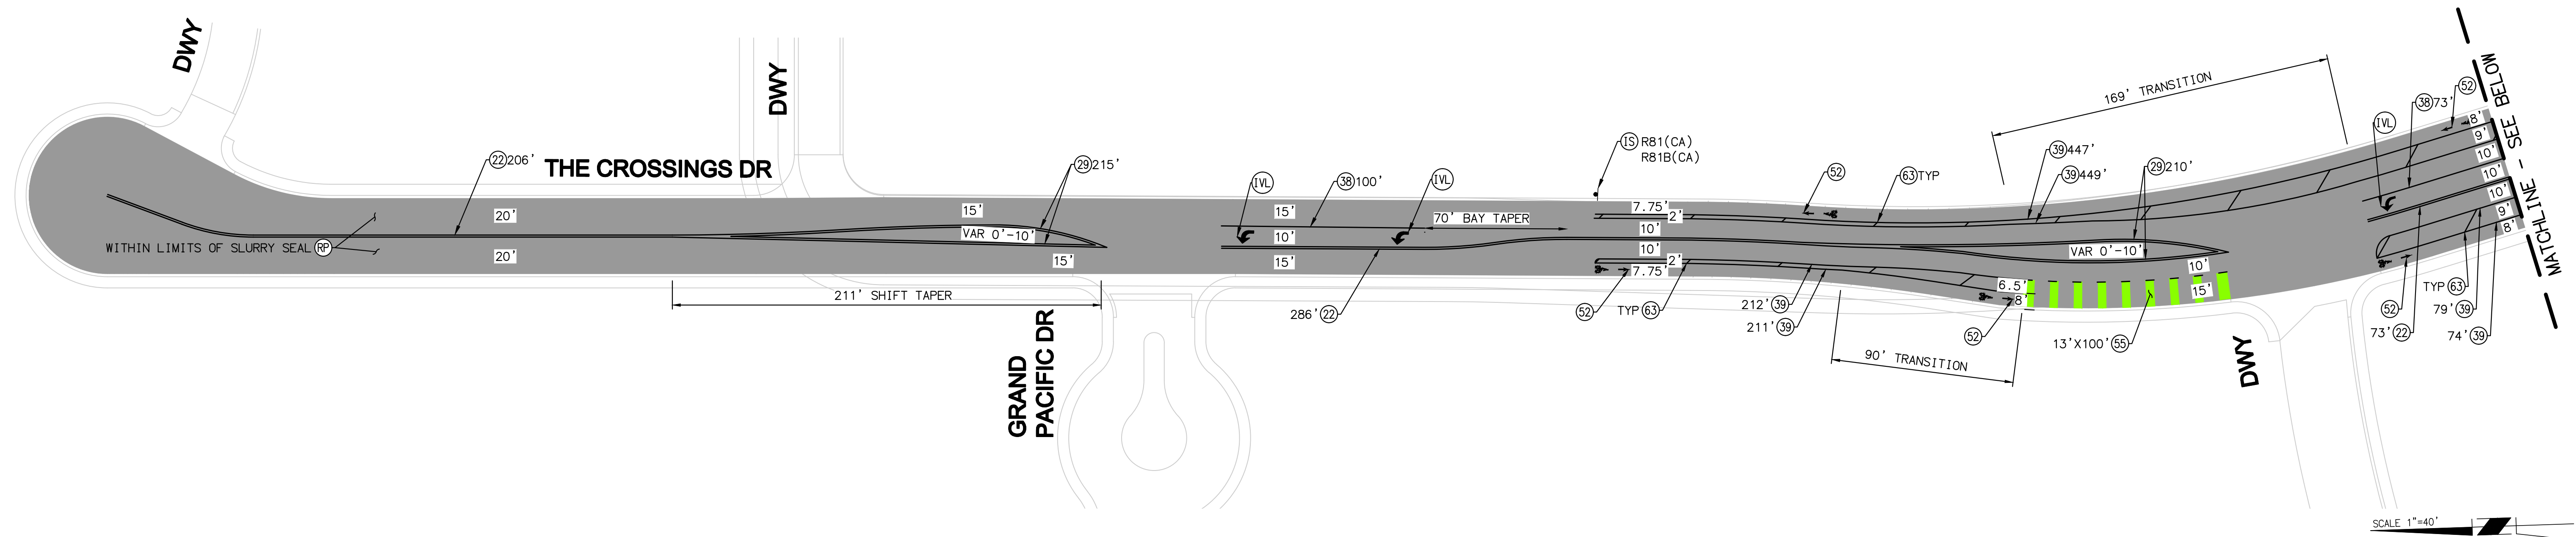 DWY
DWY
22 206'
THE CROSSINGS DR
29 215'
IVL
38 100'
IVL
IS R81(CA)
R81B(CA)
52
63 TYP
39 447'
39 449'
29 210'
169' TRANSITION
IVL
38 73'
52
MATCHLINE - SEE BELOW
8'
9'
10'
10'
10'
9'
8'
20'
20'
WITHIN LIMITS OF SLURRY SEAL RP
15'
VAR 0'-10'
15'
15'
10'
15'
70' BAY TAPER
7.75'
2'
10'
10'
2'
7.75'
VAR 0'-10'
10'
6.5'
8'
15'
211' SHIFT TAPER
286' 22
52
TYP 63
212' 39
211' 39
52
90' TRANSITION
13'X100' 55
DWY
52
73' 22
TYP 63
79' 39
74' 39
GRAND
PACIFIC DR
SCALE 1"=40'